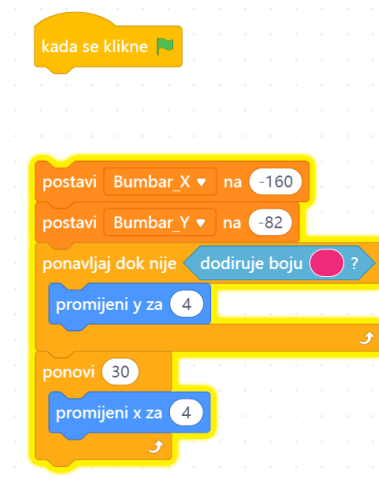 kada se klikne
postavi Bumbar_X na -160
postavi Bumbar_Y na -82
ponavljaj dok nije dodiruje boju ?
promijeni y za 4
ponovi 30
promijeni x za 4